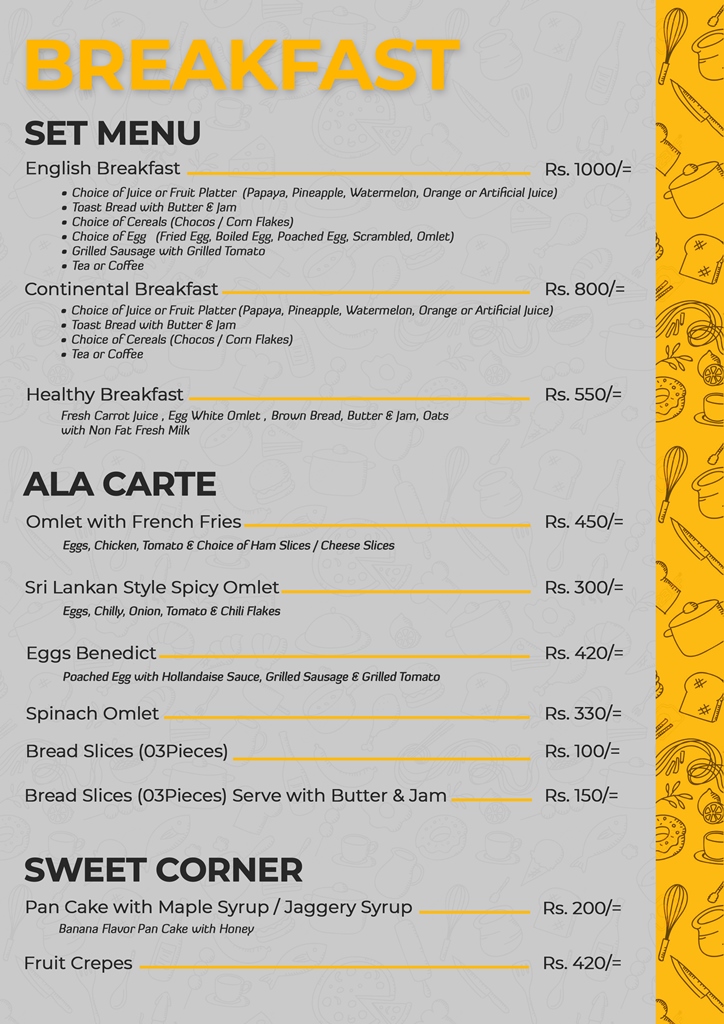 BREAKFAST
SET MENU
English Breakfast Rs. 1000/=
• Choice of Juice or Fruit Platter (Papaya, Pineapple, Watermelon, Orange or Artificial Juice)
• Toast Bread with Butter & Jam
• Choice of Cereals (Chocos / Corn Flakes)
• Choice of Egg (Fried Egg, Boiled Egg, Poached Egg, Scrambled, Omlet)
• Grilled Sausage with Grilled Tomato
• Tea or Coffee
Continental Breakfast Rs. 800/=
• Choice of Juice or Fruit Platter (Papaya, Pineapple, Watermelon, Orange or Artificial Juice)
• Toast Bread with Butter & Jam
• Choice of Cereals (Chocos / Corn Flakes)
• Tea or Coffee
Healthy Breakfast Rs. 550/=
Fresh Carrot Juice , Egg White Omlet , Brown Bread, Butter & Jam, Oats
with Non Fat Fresh Milk
ALA CARTE
Omlet with French Fries Rs. 450/=
Eggs, Chicken, Tomato & Choice of Ham Slices / Cheese Slices
Sri Lankan Style Spicy Omlet Rs. 300/=
Eggs, Chilly, Onion, Tomato & Chili Flakes
Eggs Benedict Rs. 420/=
Poached Egg with Hollandaise Sauce, Grilled Sausage & Grilled Tomato
Spinach Omlet Rs. 330/=
Bread Slices (03Pieces) Rs. 100/=
Bread Slices (03Pieces) Serve with Butter & Jam Rs. 150/=
SWEET CORNER
Pan Cake with Maple Syrup / Jaggery Syrup Rs. 200/=
Banana Flavor Pan Cake with Honey
Fruit Crepes Rs. 420/=